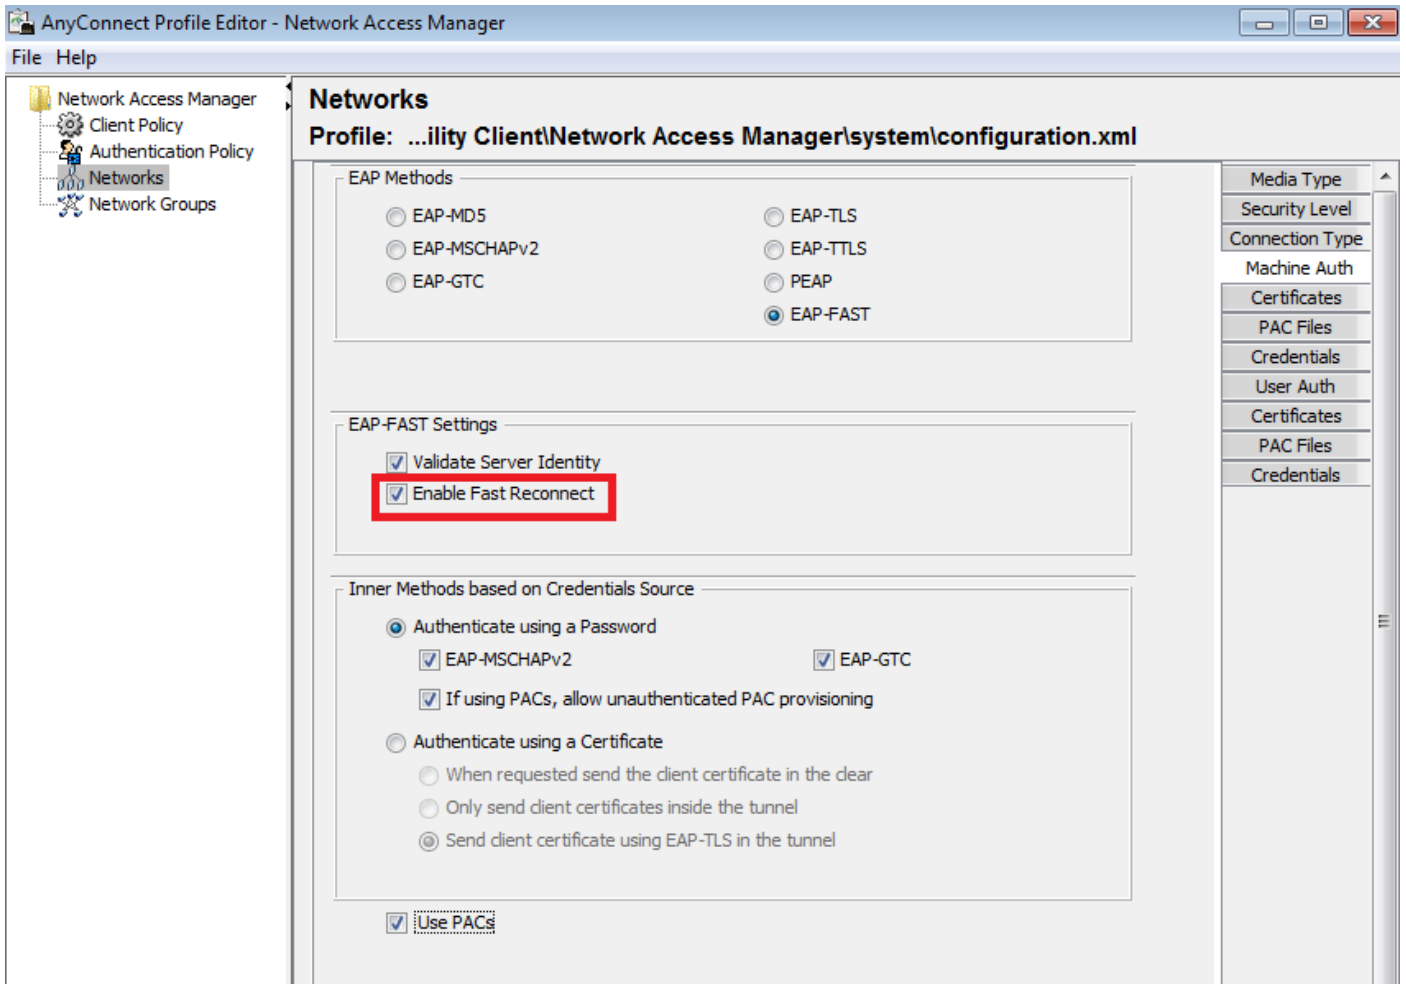 AnyConnect Profile Editor - Network Access Manager
File Help
Network Access Manager
Client Policy
Authentication Policy
Networks
Network Groups
Networks
Profile: ...ility Client\Network Access Manager\system\configuration.xml
EAP Methods
EAP-MD5 EAP-TLS
EAP-MSCHAPv2 EAP-TTLS
EAP-GTC PEAP
EAP-FAST
EAP-FAST Settings
Validate Server Identity
Enable Fast Reconnect
Inner Methods based on Credentials Source
Authenticate using a Password
EAP-MSCHAPv2 EAP-GTC
If using PACs, allow unauthenticated PAC provisioning
Authenticate using a Certificate
When requested send the client certificate in the clear
Only send client certificates inside the tunnel
Send client certificate using EAP-TLS in the tunnel
Use PACs
Media Type
Security Level
Connection Type
Machine Auth
Certificates
PAC Files
Credentials
User Auth
Certificates
PAC Files
Credentials